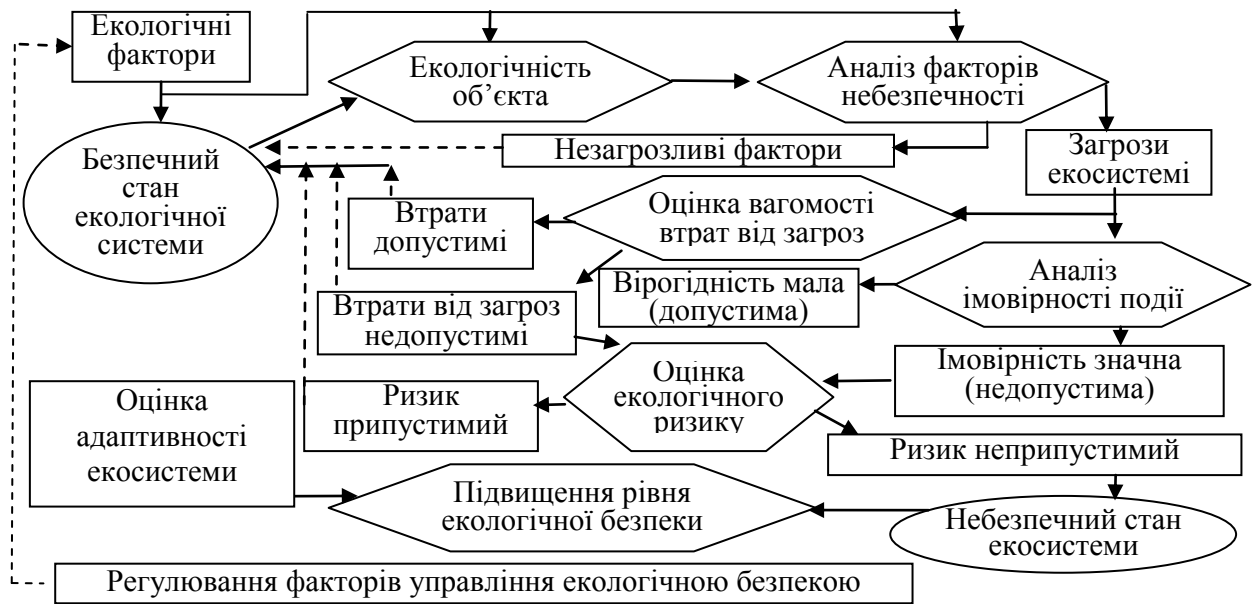 Екологічні
фактори
Екологічність
об’єкта
Аналіз факторів
небезпечності
Безпечний
стан
екологічної
системи
Незагрозливі фактори
Загрози
екосистемі
Втрати
допустимі
Оцінка вагомості
втрат від загроз
Вірогідність мала
(допустима)
Аналіз
імовірності події
Втрати від загроз
недопустимі
Імовірність значна
(недопустима)
Оцінка
адаптивності
екосистеми
Ризик
припустимий
Оцінка
екологічного
ризику
Ризик неприпустимий
Підвищення рівня
екологічної безпеки
Небезпечний стан
екосистеми
Регулювання факторів управління екологічною безпекою